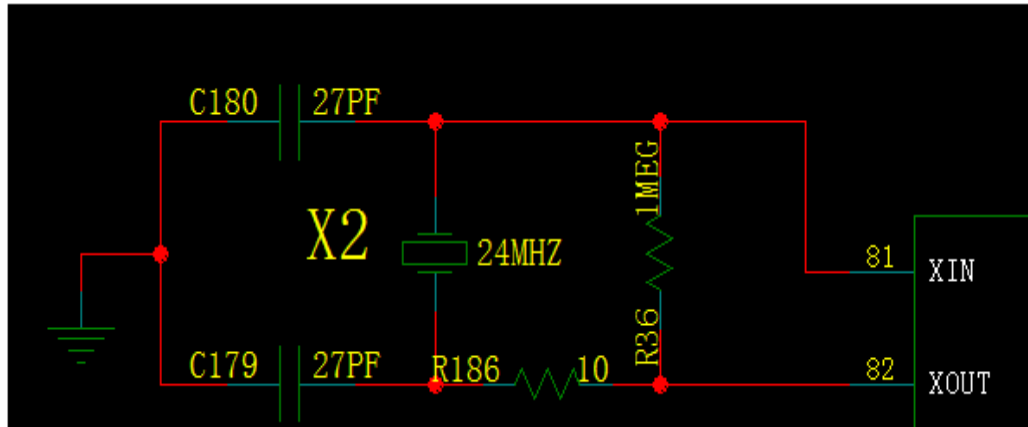 C180 27PF
1MEG
X2
24MHZ
81
XIN
R36
C179 27PF
R186 10
82
XOUT